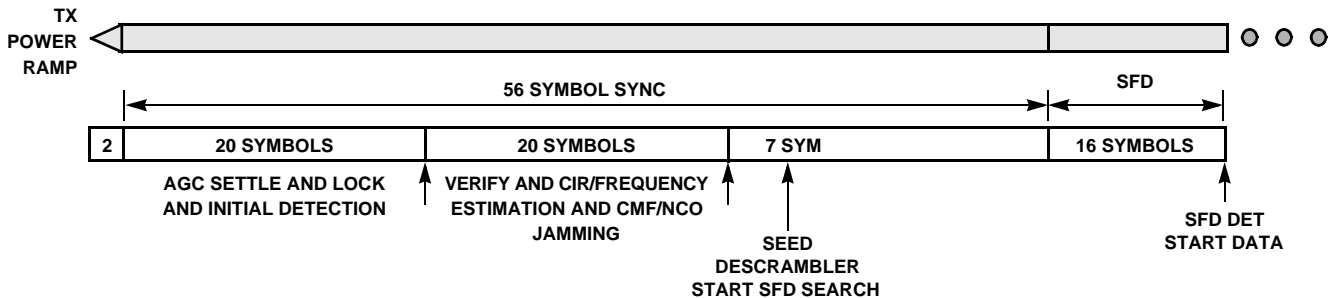 TX
POWER
RAMP
56 SYMBOL SYNC
SFD
2
20 SYMBOLS
20 SYMBOLS
7 SYM
16 SYMBOLS
AGC SETTLE AND LOCK
AND INITIAL DETECTION
VERIFY AND CIR/FREQUENCY
ESTIMATION AND CMF/NCO
JAMMING
SEED
DESCRAMBLER
START SFD SEARCH
SFD DET
START DATA